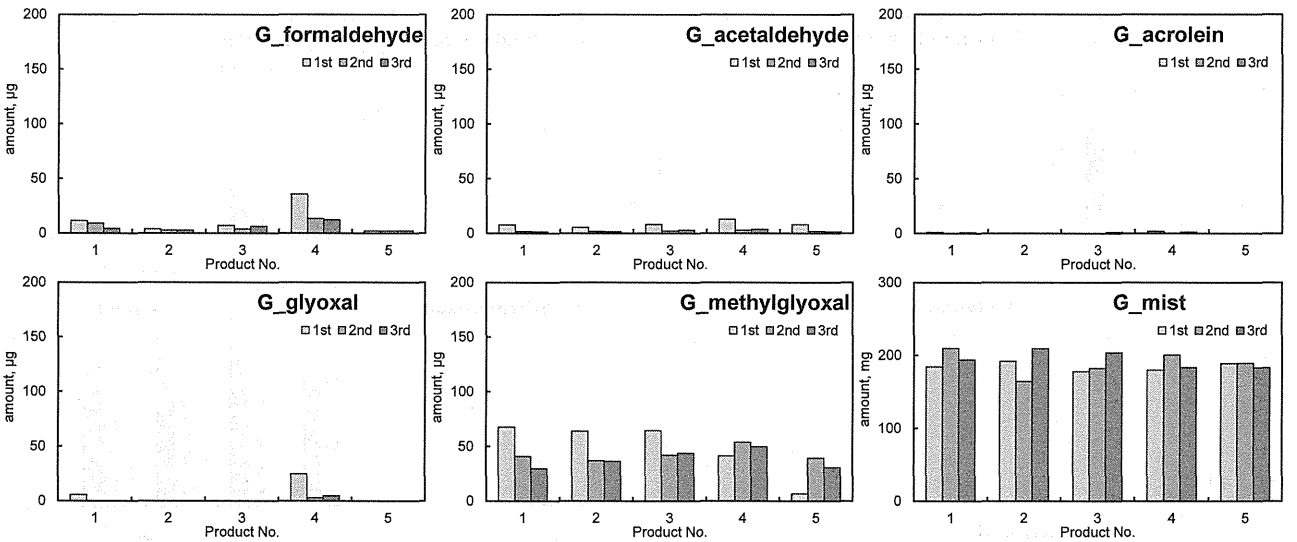 G_formaldehyde
1st 2nd 3rd
amount, µg
200
150
100
50
0
1 2 3 4 5
Product No.
G_acetaldehyde
1st 2nd 3rd
amount, µg
200
150
100
50
0
1 2 3 4 5
Product No.
G_acrolein
1st 2nd 3rd
amount, µg
200
150
100
50
0
1 2 3 4 5
Product No.
G_glyoxal
1st 2nd 3rd
amount, µg
200
150
100
50
0
1 2 3 4 5
Product No.
G_methylglyoxal
1st 2nd 3rd
amount, µg
200
150
100
50
0
1 2 3 4 5
Product No.
G_mist
1st 2nd 3rd
amount, mg
300
200
100
0
1 2 3 4 5
Product No.